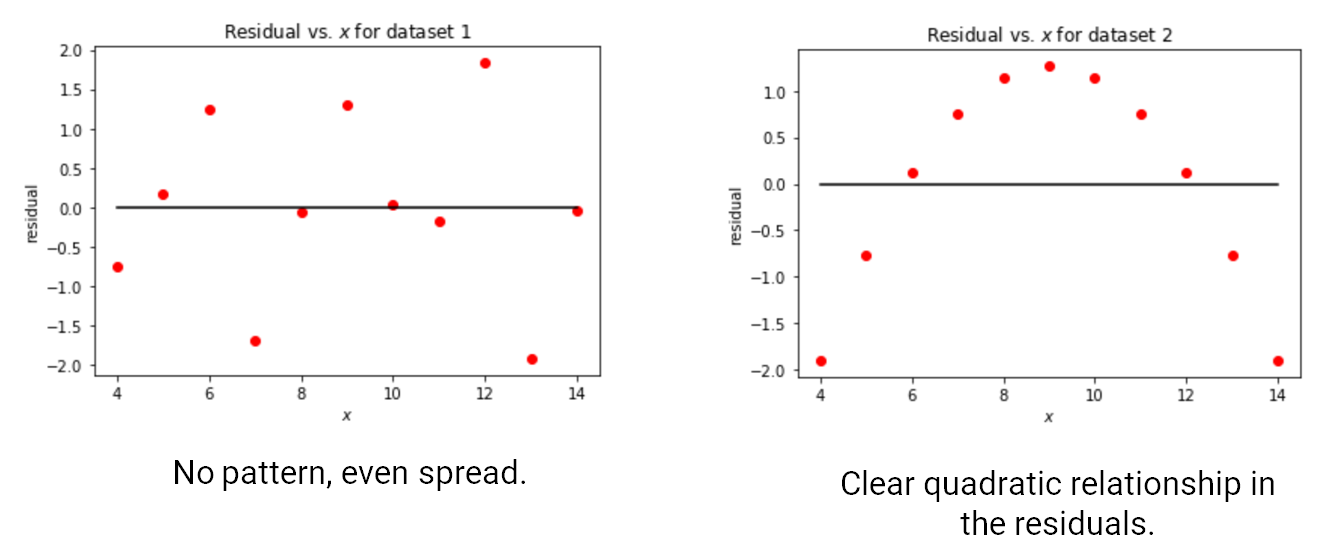 Residual vs. x for dataset 1
2.0
1.5
1.0
0.5
0.0
−0.5
−1.0
−1.5
−2.0
residual
4 6 8 10 12 14
x
No pattern, even spread.
Residual vs. x for dataset 2
1.0
0.5
0.0
−0.5
−1.0
−1.5
−2.0
residual
4 6 8 10 12 14
x
Clear quadratic relationship in
the residuals.